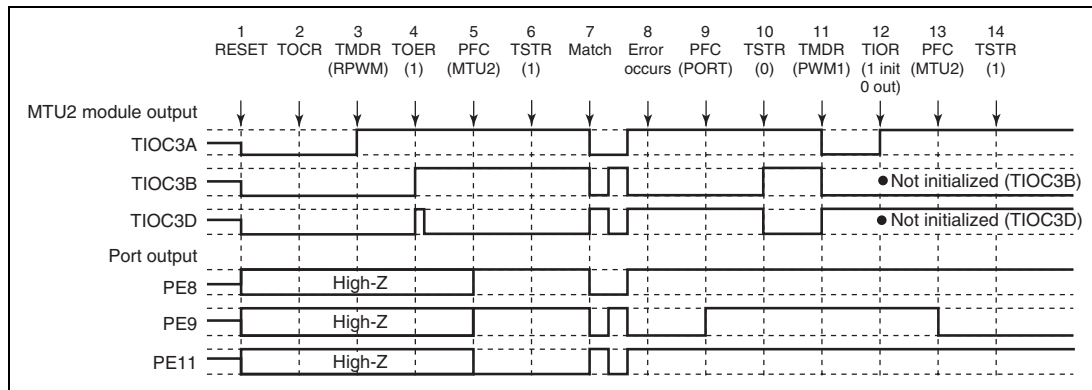 1 2 3 4 5 6 7 8 9 10 11 12 13 14
RESET TOCR TMDR TOER PFC TSTR Match Error PFC TSTR TMDR TIOR PFC TSTR
(RPWM) (1) (MTU2) (1) occurs (PORT) (0) (PWM1) (1 init (MTU2) (1)
0 out)
MTU2 module output
TIOC3A
TIOC3B ● Not initialized (TIOC3B)
TIOC3D ● Not initialized (TIOC3D)
Port output
PE8 High-Z
PE9 High-Z
PE11 High-Z